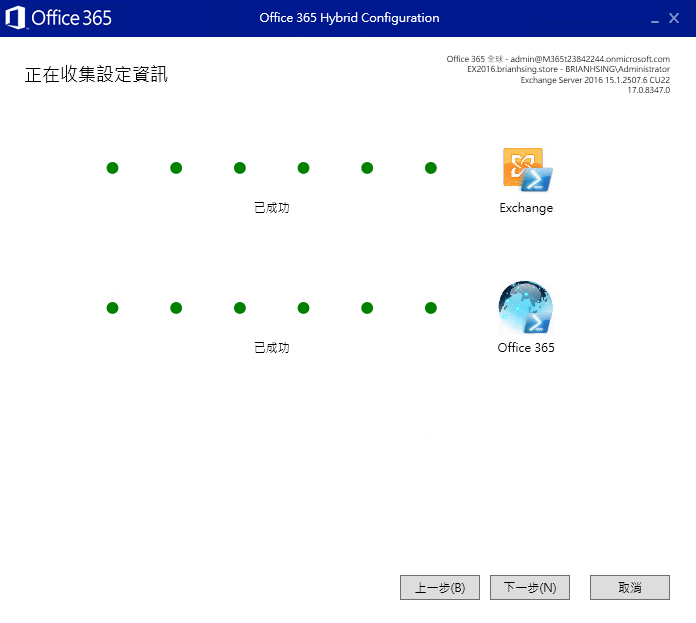 Office 365
Office 365 Hybrid Configuration
正在收集設定資訊
Office 365 全球 - admin@M365t23842244.onmicrosoft.com
EX2016.brianhsing.store - BRIANHSING\Administrator
Exchange Server 2016 15.1.2507.6 CU22
17.0.8347.0
已成功
Exchange
已成功
Office 365
上一步(B)
下一步(N)
取消